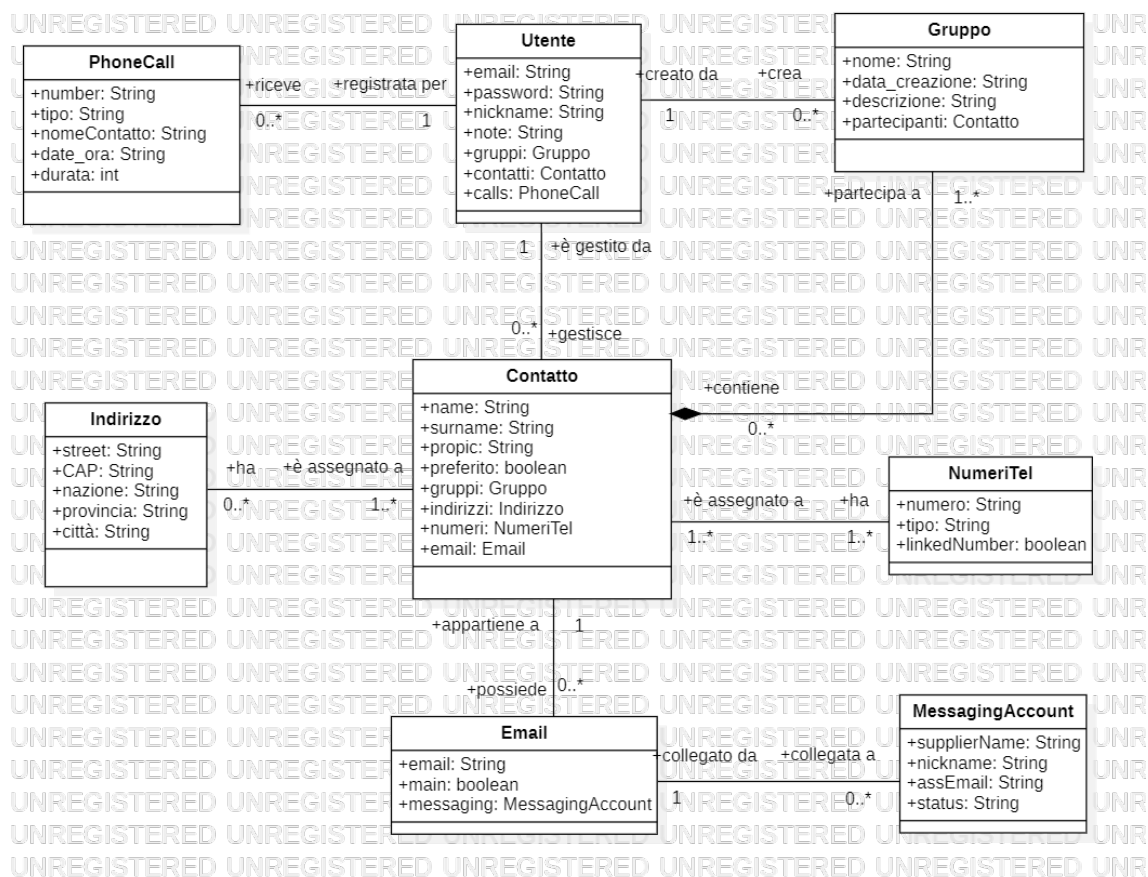 PhoneCall
+number: String
+tipo: String
+nomeContatto: String
+date_ora: String
+durata: int
+riceve
0..*
+registrata per
1
Utente
+email: String
+password: String
+nickname: String
+note: String
+gruppi: Gruppo
+contatti: Contatto
+calls: PhoneCall
+creato da
1
+crea
0..*
Gruppo
+nome: String
+data_creazione: String
+descrizione: String
+partecipanti: Contatto
+partecipa a
1..*
1
+è gestito da
0..*
+gestisce
Contatto
+name: String
+surname: String
+propic: String
+preferito: boolean
+gruppi: Gruppo
+indirizzi: Indirizzo
+numeri: NumeriTel
+email: Email
+contiene
0..*
Indirizzo
+street: String
+CAP: String
+nazione: String
+provincia: String
+città: String
+ha
0..*
+è assegnato a
1..*
+è assegnato a
1..*
+ha
1..*
NumeriTel
+numero: String
+tipo: String
+linkedNumber: boolean
+appartiene a
1
+possiede
0..*
Email
+email: String
+main: boolean
+messaging: MessagingAccount
+collegato da
1
+collegata a
0..*
MessagingAccount
+supplierName: String
+nickname: String
+assEmail: String
+status: String
UNREGISTERED